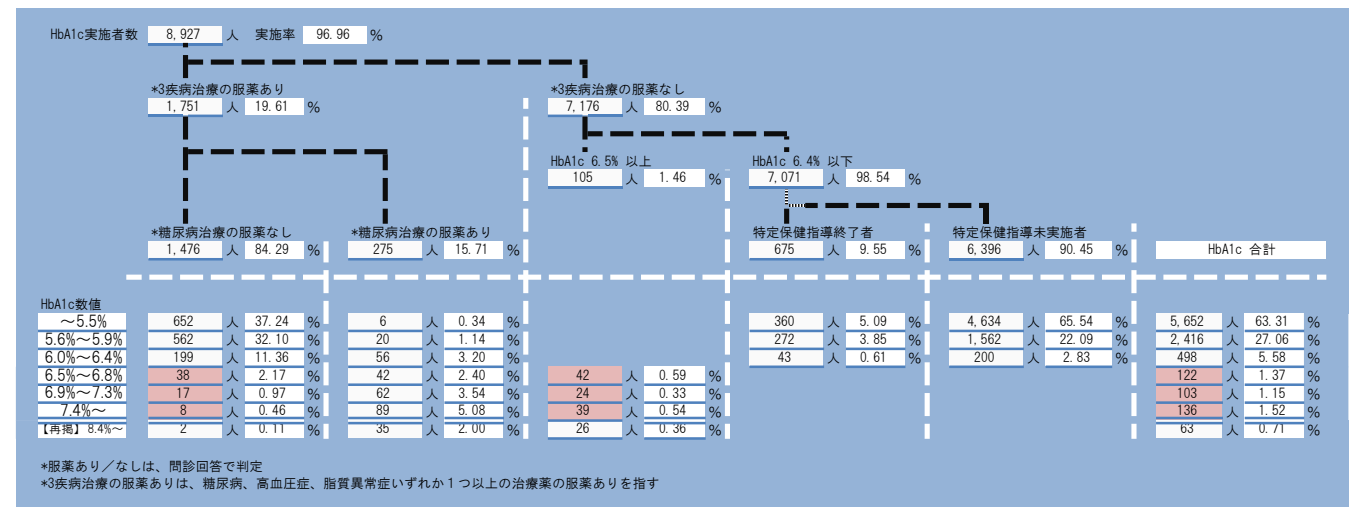 HbA1c実施者数 8,927 人 実施率 96.96 %
*3疾病治療の服薬あり *3疾病治療の服薬なし
1,751 人 19.61 % 7,176 人 80.39 %
HbA1c 6.5% 以上 HbA1c 6.4% 以下
105 人 1.46 % 7,071 人 98.54 %
*糖尿病治療の服薬なし *糖尿病治療の服薬あり 特定保健指導終了者 特定保健指導未実施者
1,476 人 84.29 % 275 人 15.71 % 675 人 9.55 % 6,396 人 90.45 % HbA1c 合計
HbA1c数値
～5.5% 652 人 37.24 % 6 人 0.34 % 360 人 5.09 % 4,634 人 65.54 % 5,652 人 63.31 %
5.6%～5.9% 562 人 32.10 % 20 人 1.14 % 272 人 3.85 % 1,562 人 22.09 % 2,416 人 27.06 %
6.0%～6.4% 199 人 11.36 % 56 人 3.20 % 43 人 0.61 % 200 人 2.83 % 498 人 5.58 %
6.5%～6.8% 38 人 2.17 % 42 人 2.40 % 42 人 0.59 % 122 人 1.37 %
6.9%～7.3% 17 人 0.97 % 62 人 3.54 % 24 人 0.33 % 103 人 1.15 %
7.4%～ 8 人 0.46 % 89 人 5.08 % 39 人 0.54 % 136 人 1.52 %
【再掲】8.4%～ 2 人 0.11 % 35 人 2.00 % 26 人 0.36 % 63 人 0.71 %
*服薬あり／なしは、問診回答で判定
*3疾病治療の服薬ありは、糖尿病、高血圧症、脂質異常症いずれか１つ以上の治療薬の服薬ありを指す